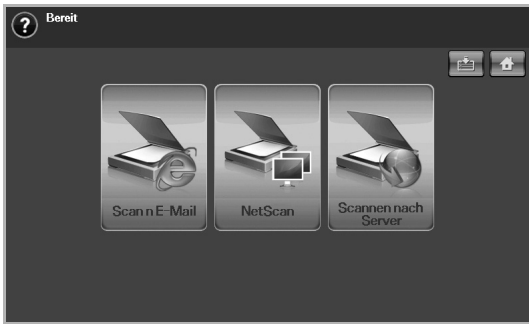 Bereit
Scan n E-Mail
NetScan
Scannen nach
Server